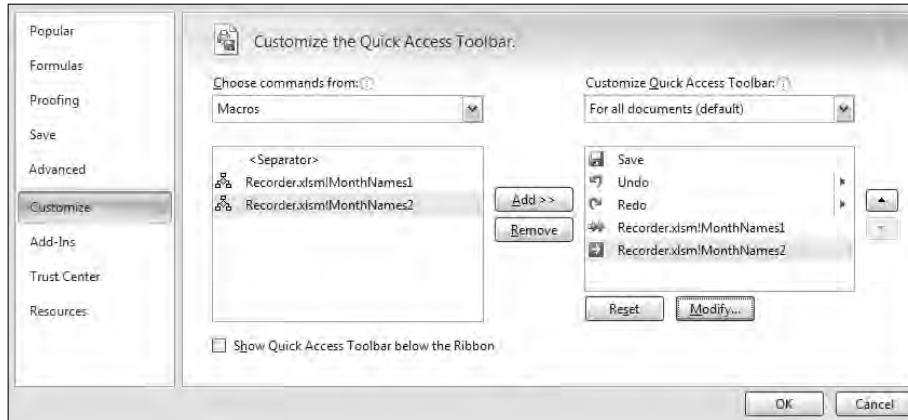 Popular
Formulas
Proofing
Save
Advanced
Customize
Add-Ins
Trust Center
Resources
Customize the Quick Access Toolbar.
Choose commands from:
Macros
<Separator>
Recorder.xlsm!MonthNames1
Recorder.xlsm!MonthNames2
Add >>
Remove
Customize Quick Access Toolbar:
For all documents (default)
Save
Undo
Redo
Recorder.xlsm!MonthNames1
Recorder.xlsm!MonthNames2
Reset
Modify...
Show Quick Access Toolbar below the Ribbon
OK
Cancel